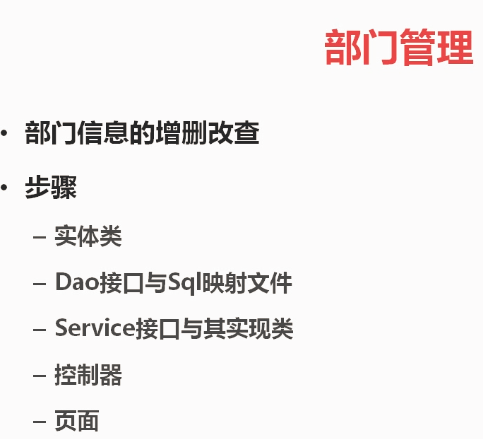 部门管理
• 部门信息的增删改查
• 步骤
– 实体类
– Dao接口与Sql映射文件
– Service接口与其实现类
– 控制器
– 页面